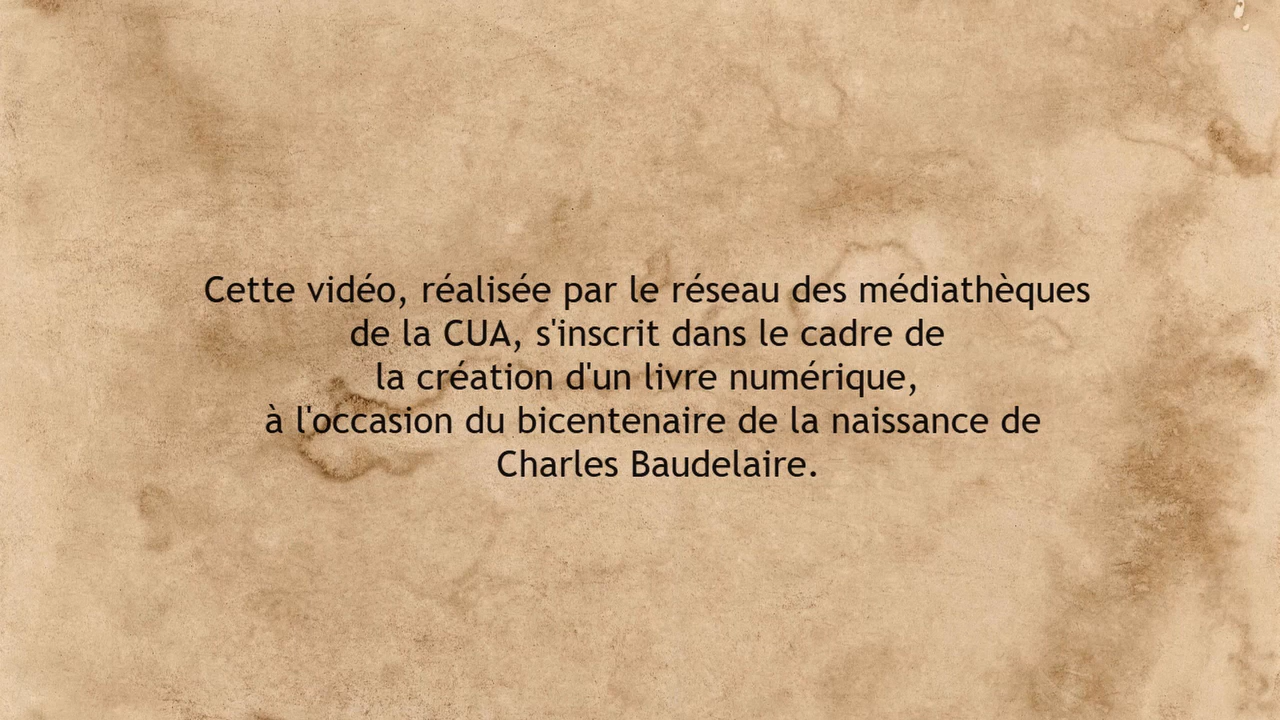 Cette vidéo, réalisée par le réseau des médiathèques
de la CUA, s'inscrit dans le cadre de
la création d'un livre numérique,
à l'occasion du bicentenaire de la naissance de
Charles Baudelaire.